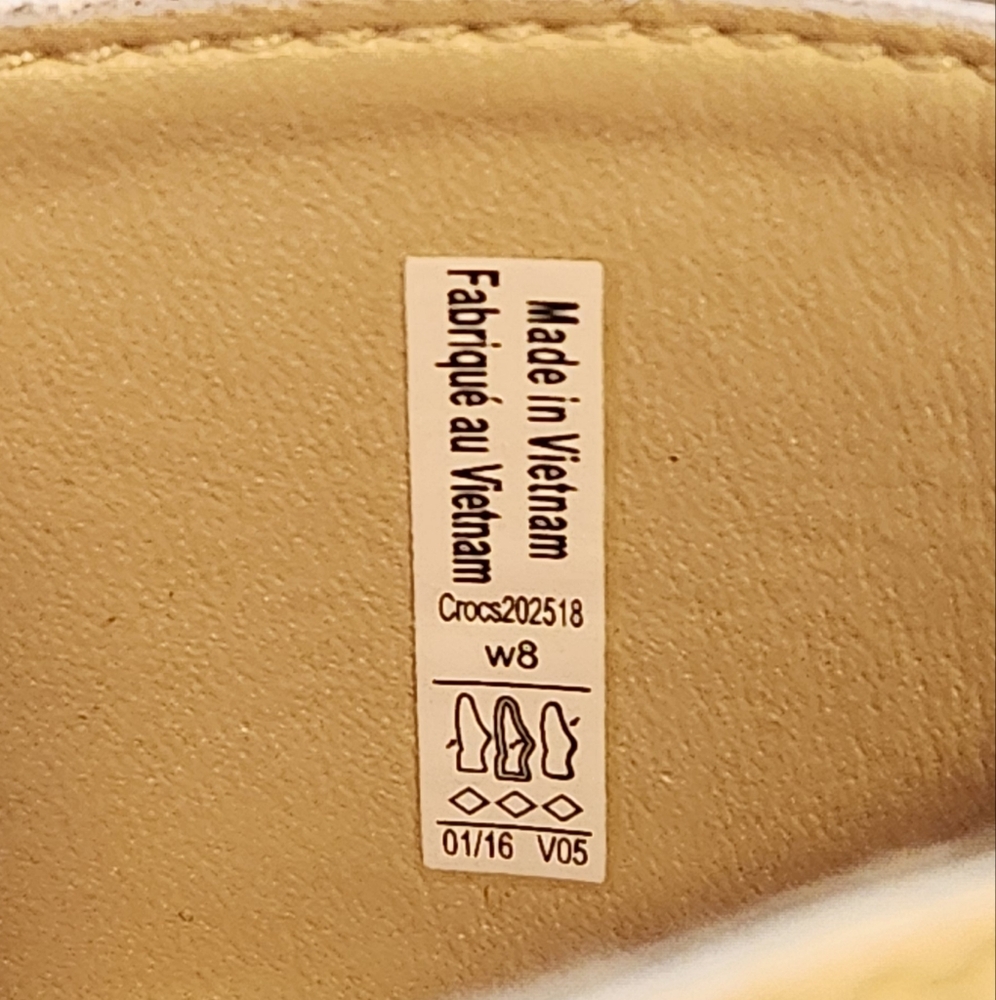 Made in Vietnam
Fabriqué au Vietnam
Crocs202518
w8
01/16 V05